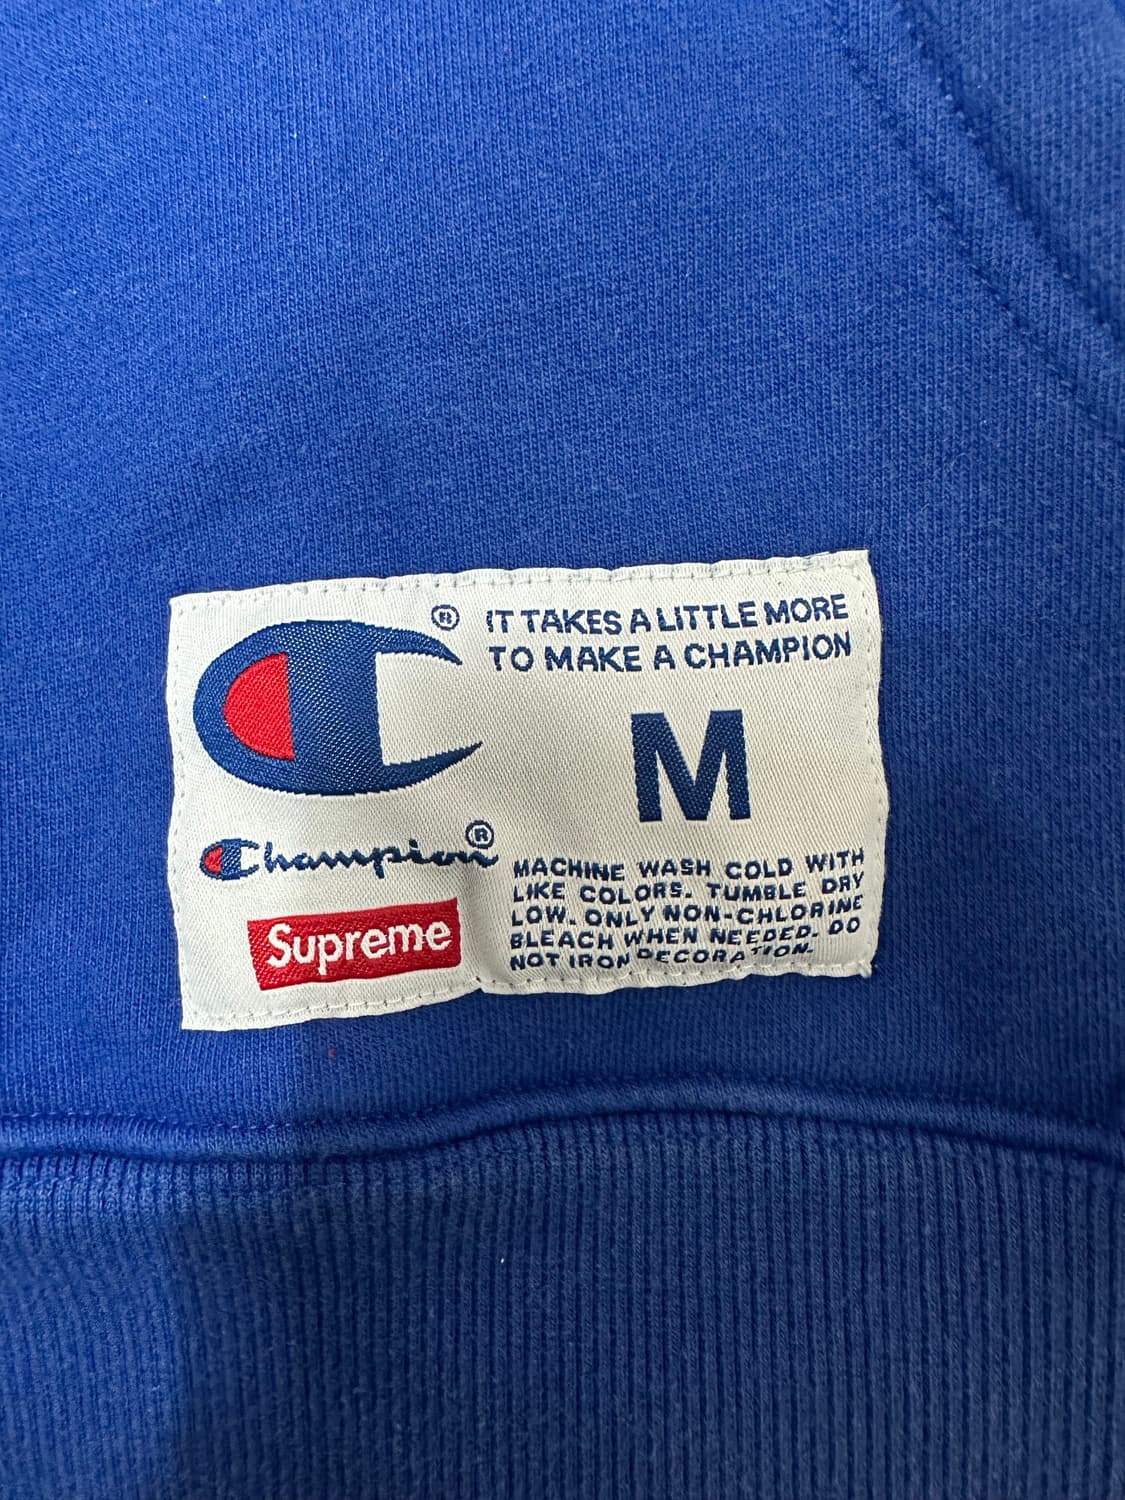 ®
IT TAKES A LITTLE MORE
TO MAKE A CHAMPION
M
Champion®
Supreme
MACHINE WASH COLD WITH
LIKE COLORS. TUMBLE DRY
LOW. ONLY NON-CHLORINE
BLEACH WHEN NEEDED. DO
NOT IRON DECORATION.